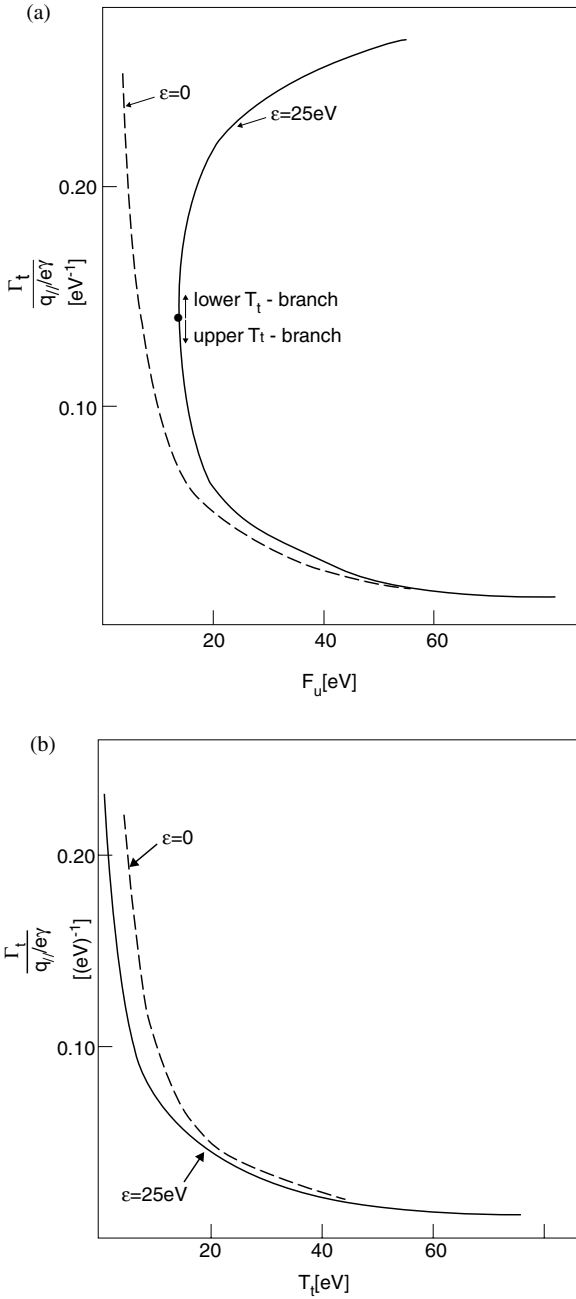 (a)
ε=0
ε=25eV
0.20
Γt
q///eγ
[eV-1]
lower Tt - branch
upper Tt - branch
0.10
20
40
60
Fu[eV]
(b)
ε=0
0.20
Γt
q///eγ
[(eV)-1]
0.10
ε=25eV
20
40
60
Tt[eV]